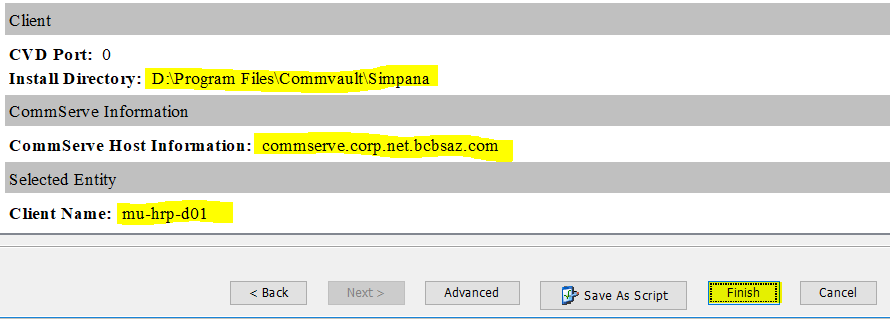 Client
CVD Port: 0
Install Directory: D:\Program Files\Commvault\Simpana
CommServe Information
CommServe Host Information: commserve.corp.net.bcbsaz.com
Selected Entity
Client Name: mu-hrp-d01
< Back Next > Advanced Save As Script Finish Cancel